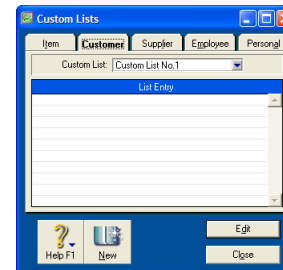 Custom Lists
Item Customer Supplier Employee Personal
Custom List: Custom List No.1
List Entry
Edit
Help F1 New
Close